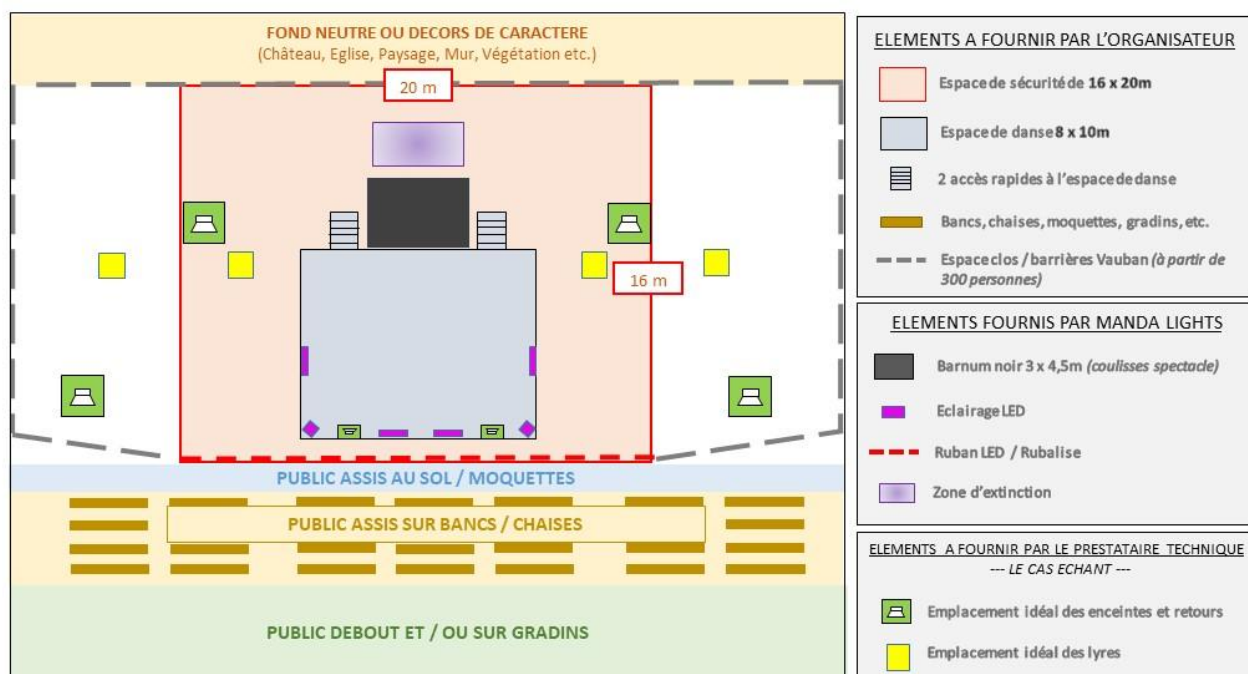 FOND NEUTRE OU DECORS DE CARACTERE
(Château, Eglise, Paysage, Mur, Végétation etc.)
20 m
16 m
PUBLIC ASSIS AU SOL / MOQUETTES
PUBLIC ASSIS SUR BANCS / CHAISES
PUBLIC DEBOUT ET / OU SUR GRADINS
ELEMENTS A FOURNIR PAR L'ORGANISATEUR
Espace de sécurité de 16 x 20m
Espace de danse 8 x 10m
2 accès rapides à l'espace de danse
Bancs, chaises, moquettes, gradins, etc.
Espace clos / barrières Vauban (à partir de
300 personnes)
ELEMENTS FOURNIS PAR MANDA LIGHTS
Barnum noir 3 x 4,5m (coulisses spectacle)
Eclairage LED
Ruban LED / Rubalise
Zone d'extinction
ELEMENTS A FOURNIR PAR LE PRESTATAIRE TECHNIQUE
--- LE CAS ECHANT ---
Emplacement idéal des enceintes et retours
Emplacement idéal des lyres